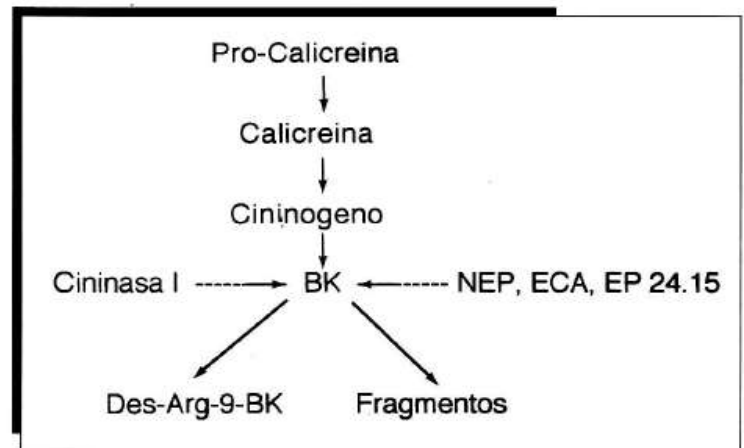 Pro-Calicreina
Calicreina
Cininogeno
Cininasa I BK NEP, ECA, EP 24.15
Des-Arg-9-BK Fragmentos